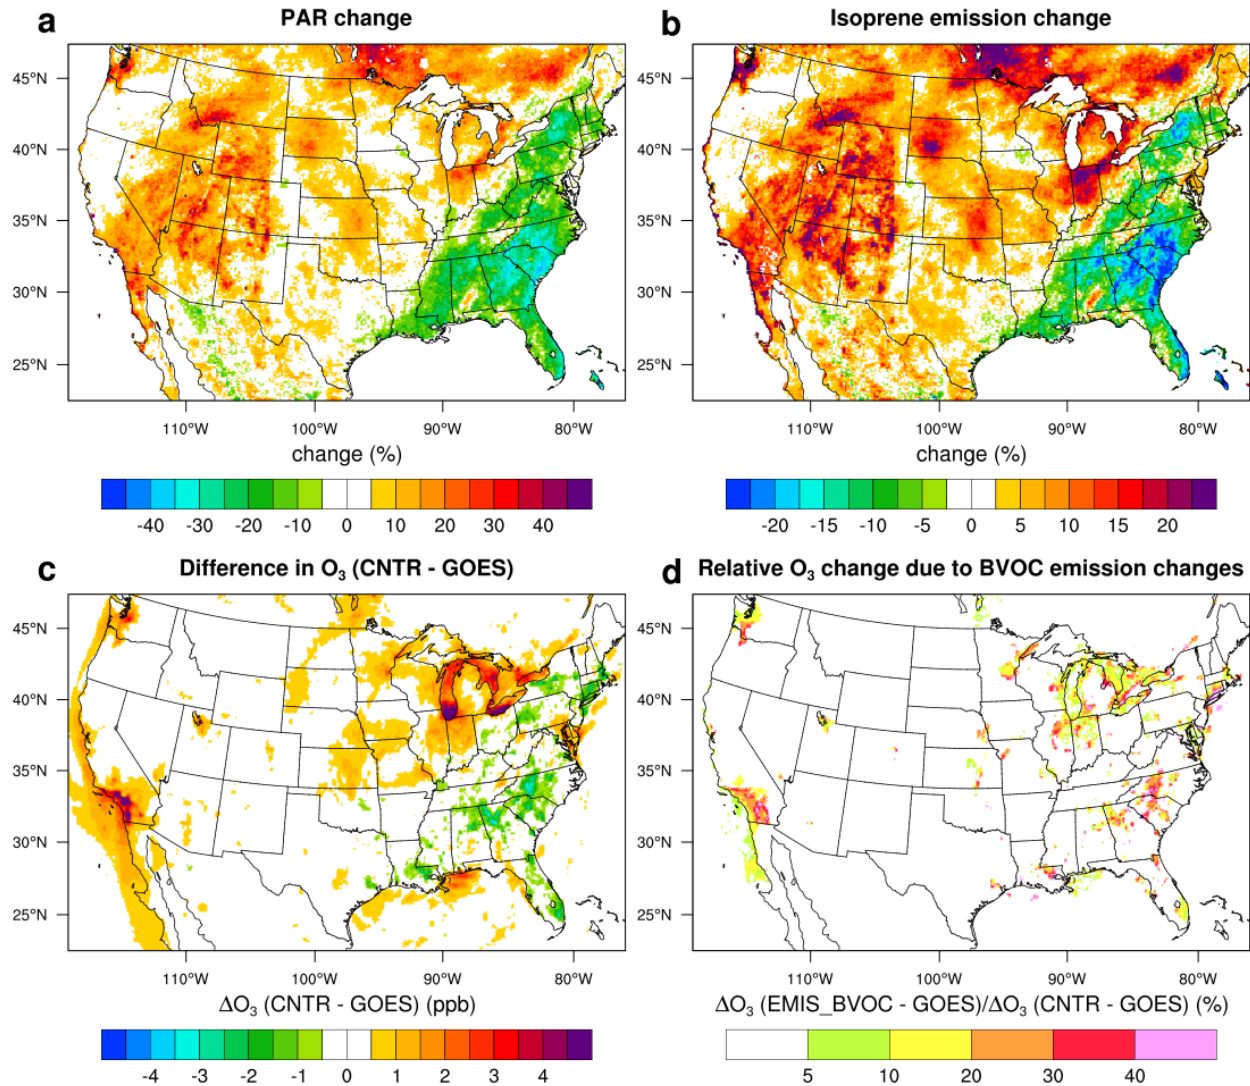 a PAR change
b Isoprene emission change
45°N
40°N
35°N
30°N
25°N
110°W 100°W 90°W 80°W
change (%)
-40 -30 -20 -10 0 10 20 30 40
45°N
40°N
35°N
30°N
25°N
110°W 100°W 90°W 80°W
change (%)
-20 -15 -10 -5 0 5 10 15 20
c Difference in O₃ (CNTR - GOES)
d Relative O₃ change due to BVOC emission changes
45°N
40°N
35°N
30°N
25°N
110°W 100°W 90°W 80°W
ΔO₃ (CNTR - GOES) (ppb)
-4 -3 -2 -1 0 1 2 3 4
45°N
40°N
35°N
30°N
25°N
110°W 100°W 90°W 80°W
ΔO₃ (EMIS_BVOC - GOES)/ΔO₃ (CNTR - GOES) (%)
5 10 20 30 40